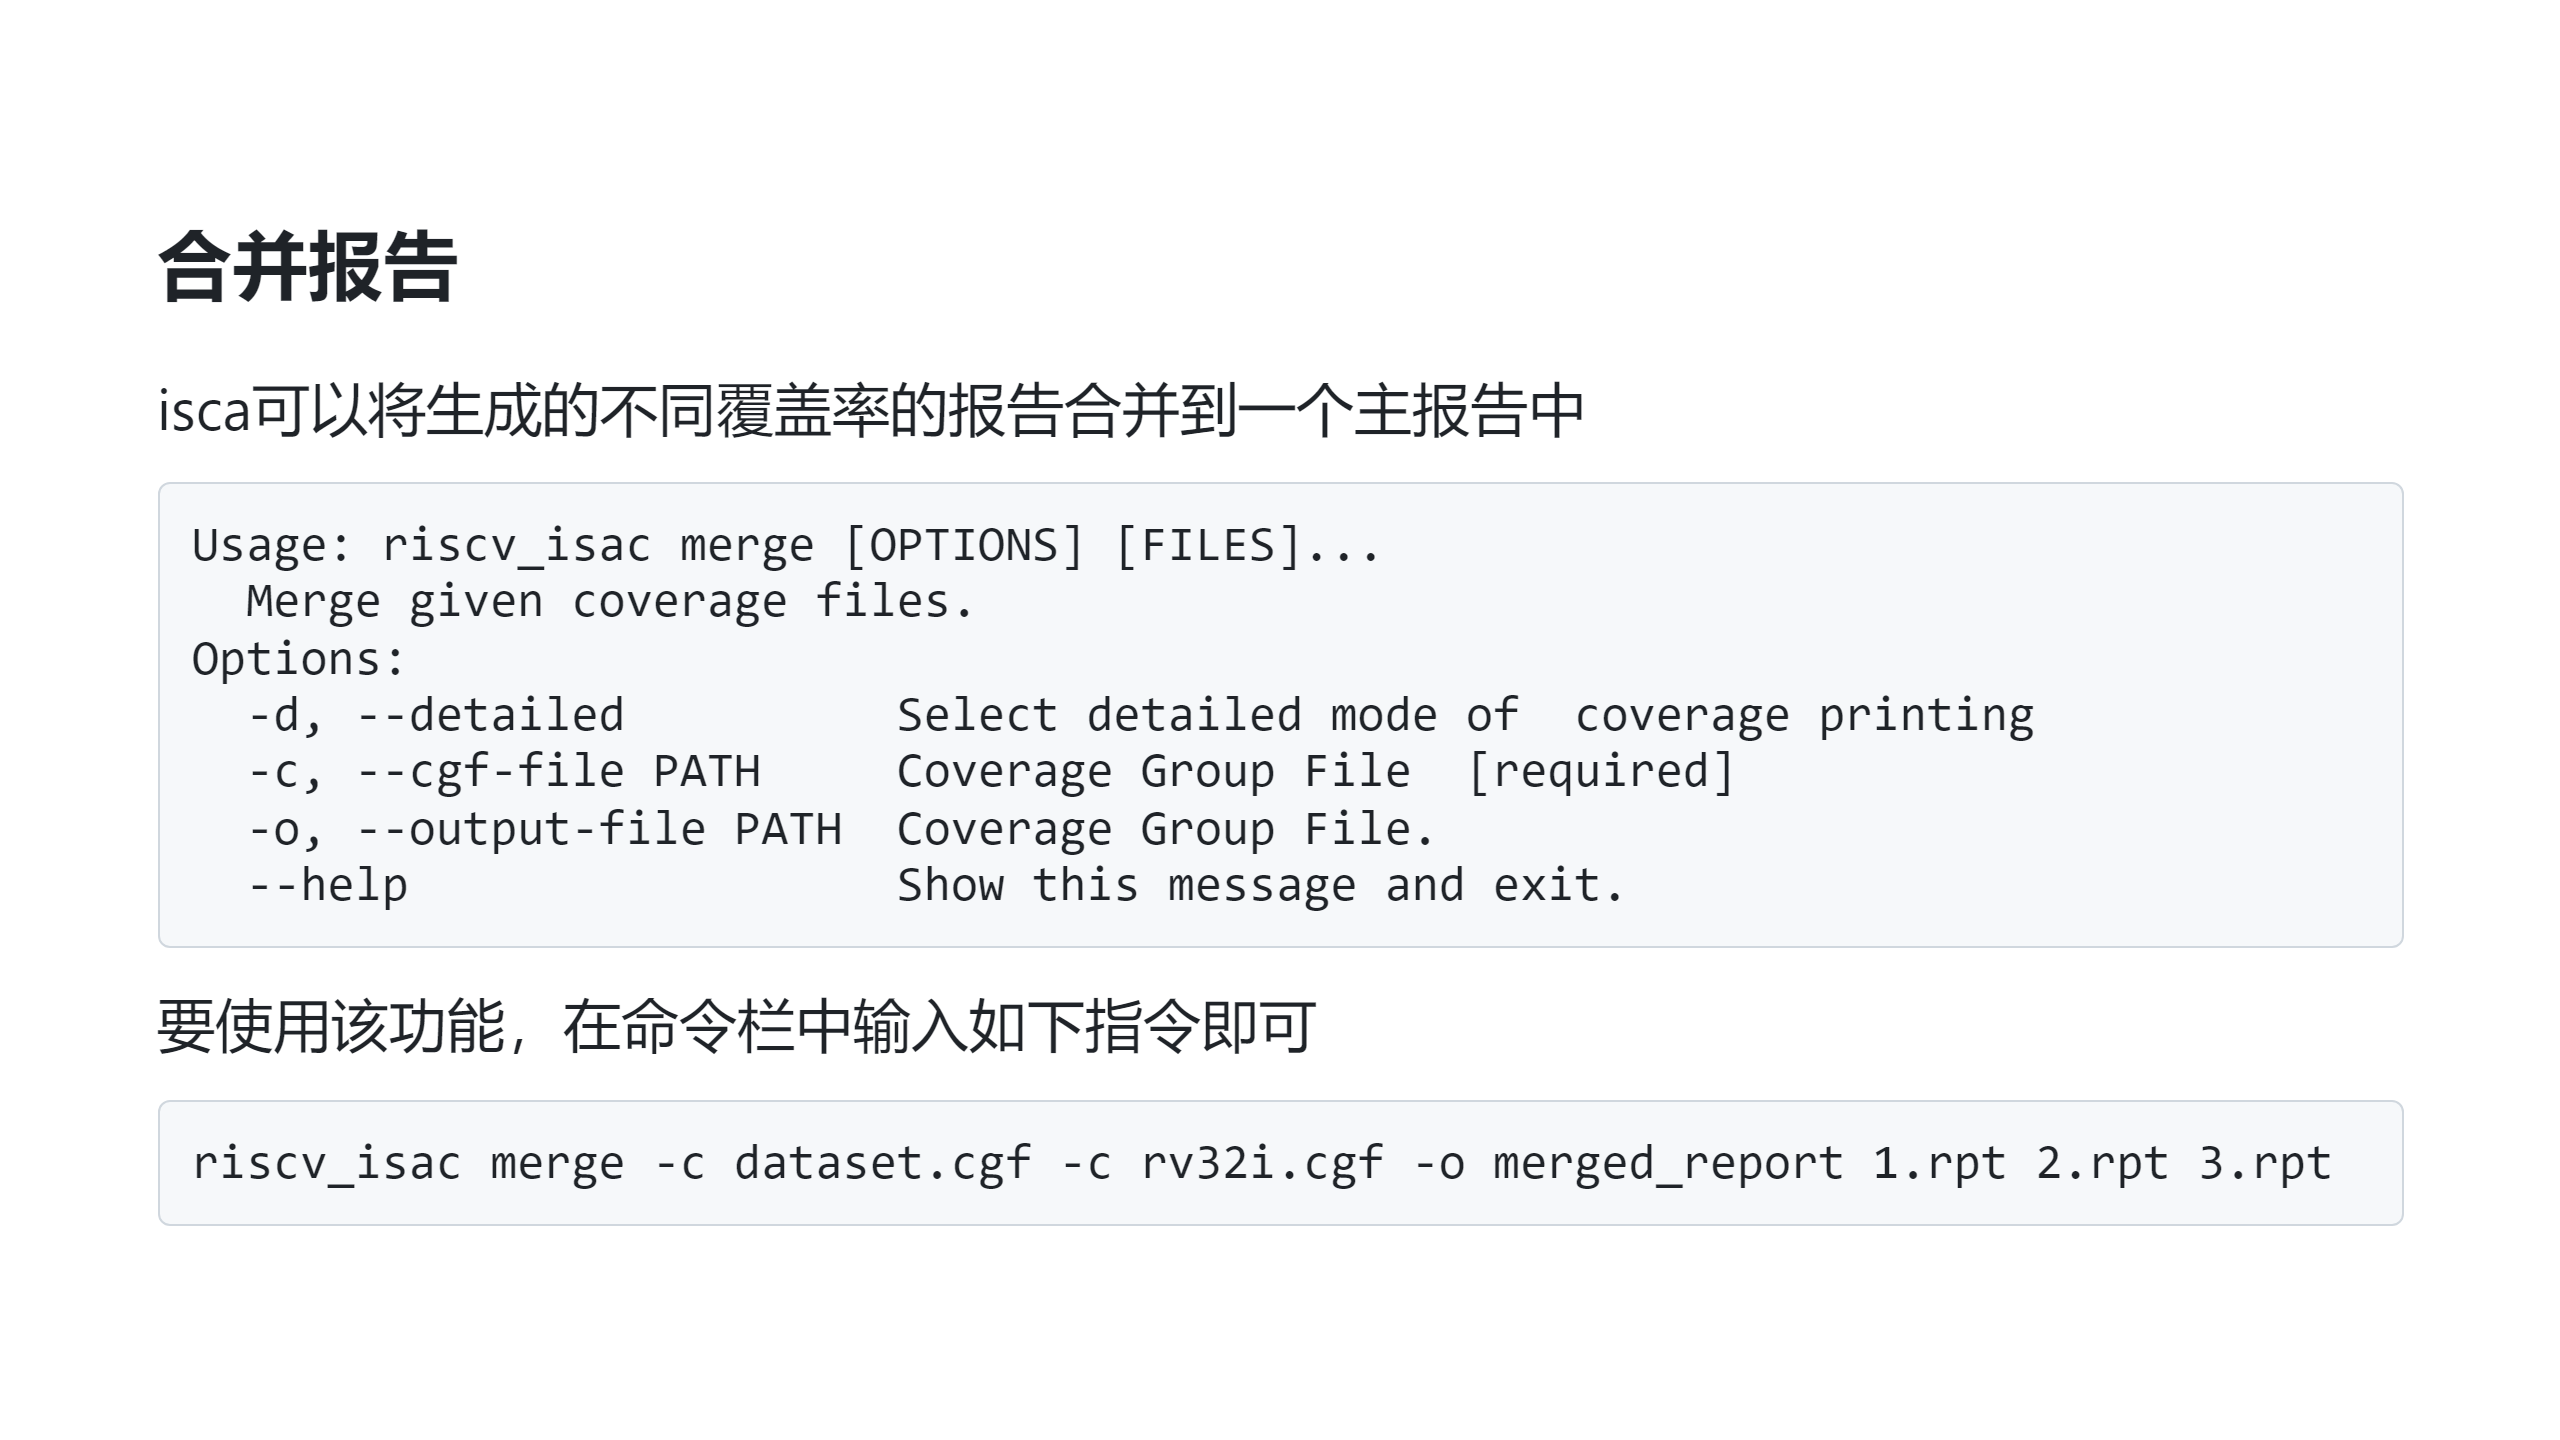 合并报告
isca可以将生成的不同覆盖率的报告合并到一个主报告中
Usage: riscv_isac merge [OPTIONS] [FILES]...
  Merge given coverage files.
Options:
  -d, --detailed          Select detailed mode of  coverage printing
  -c, --cgf-file PATH     Coverage Group File  [required]
  -o, --output-file PATH  Coverage Group File.
  --help                  Show this message and exit.
要使用该功能，在命令栏中输入如下指令即可
riscv_isac merge -c dataset.cgf -c rv32i.cgf -o merged_report 1.rpt 2.rpt 3.rpt